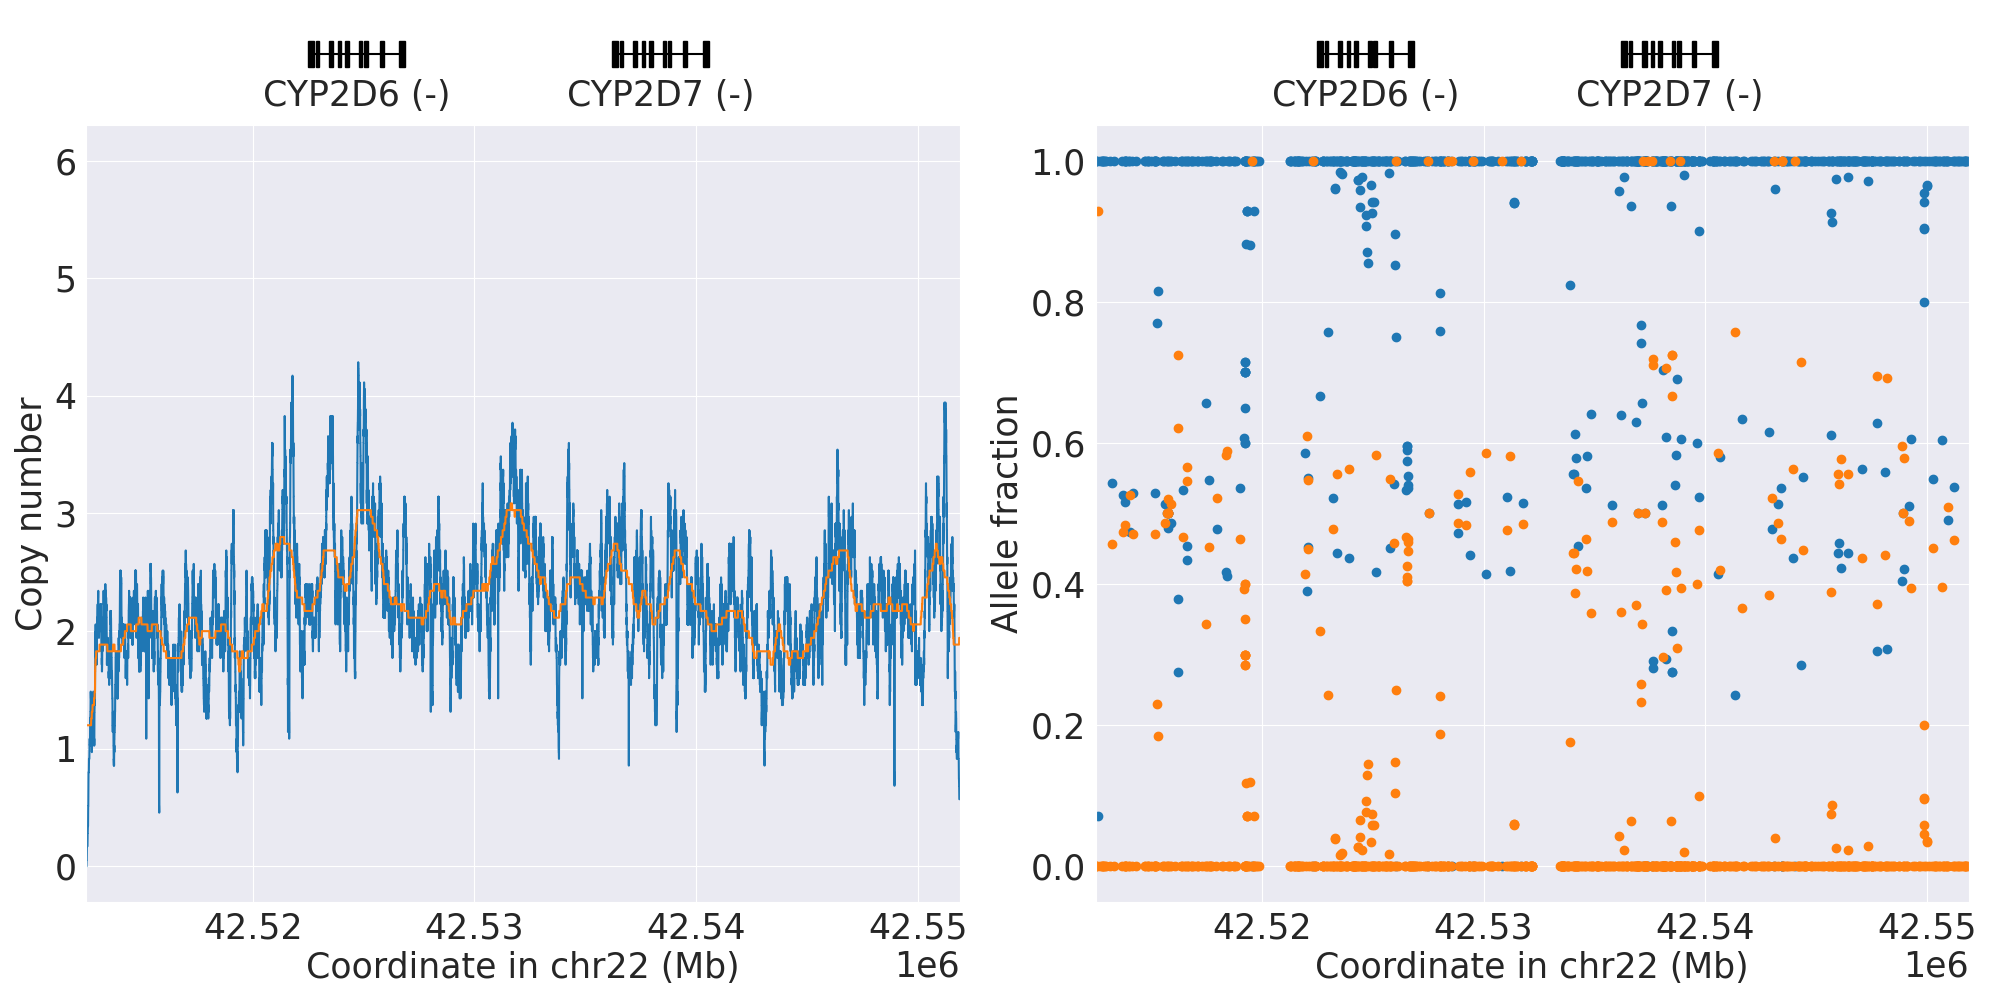 CYP2D6 (-) CYP2D7 (-)
Copy number
6
5
4
3
2
1
0
42.52 42.53 42.54 42.55
Coordinate in chr22 (Mb) 1e6
CYP2D6 (-) CYP2D7 (-)
Allele fraction
1.0
0.8
0.6
0.4
0.2
0.0
42.52 42.53 42.54 42.55
Coordinate in chr22 (Mb) 1e6